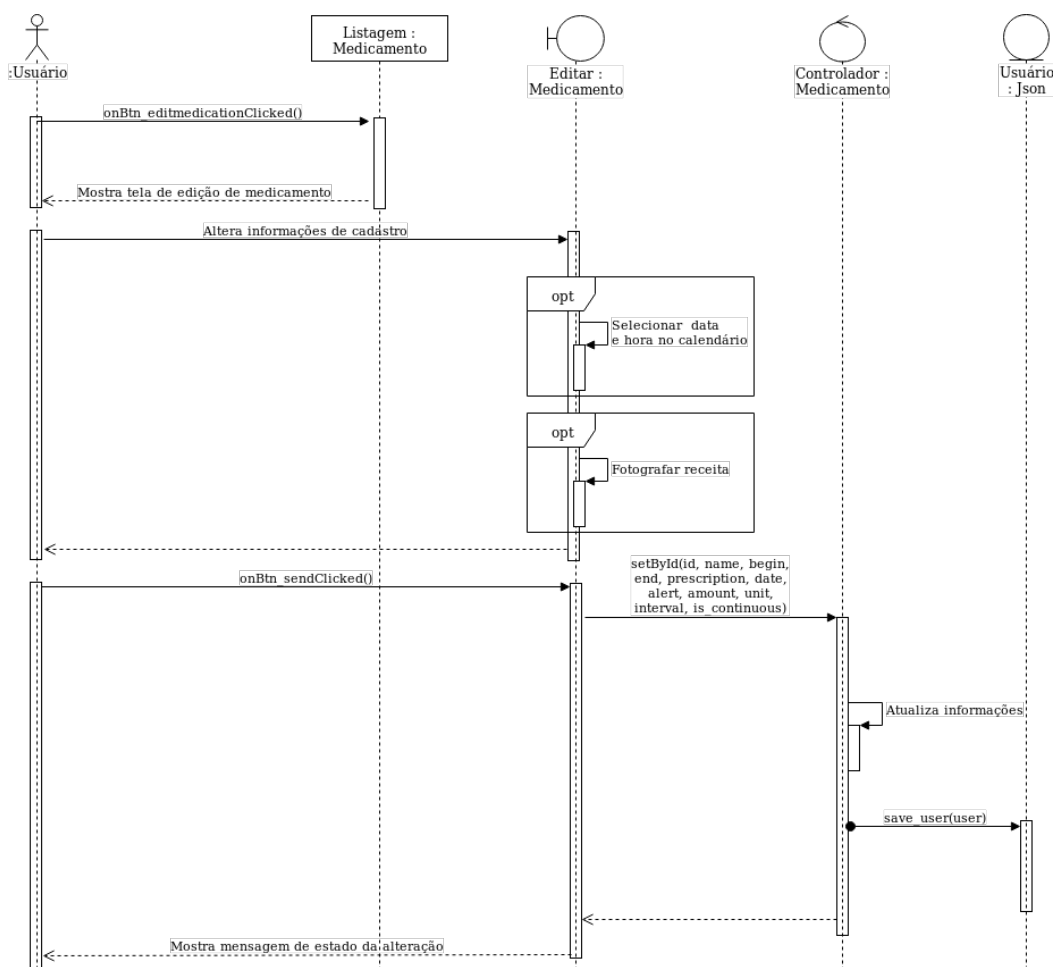 :Usuário
Listagem :
Medicamento
Editar :
Medicamento
Controlador :
Medicamento
Usuário
: Json
onBtn_editmedicationClicked()
Mostra tela de edição de medicamento
Altera informações de cadástro
opt
Selecionar data
e hora no calendário
opt
Fotografar receita
onBtn_sendClicked()
setById(id, name, begin,
end, prescription, date,
alert, amount, unit,
interval, is_continuous)
Atualiza informações
save_user(user)
Mostra mensagem de estado da alteração